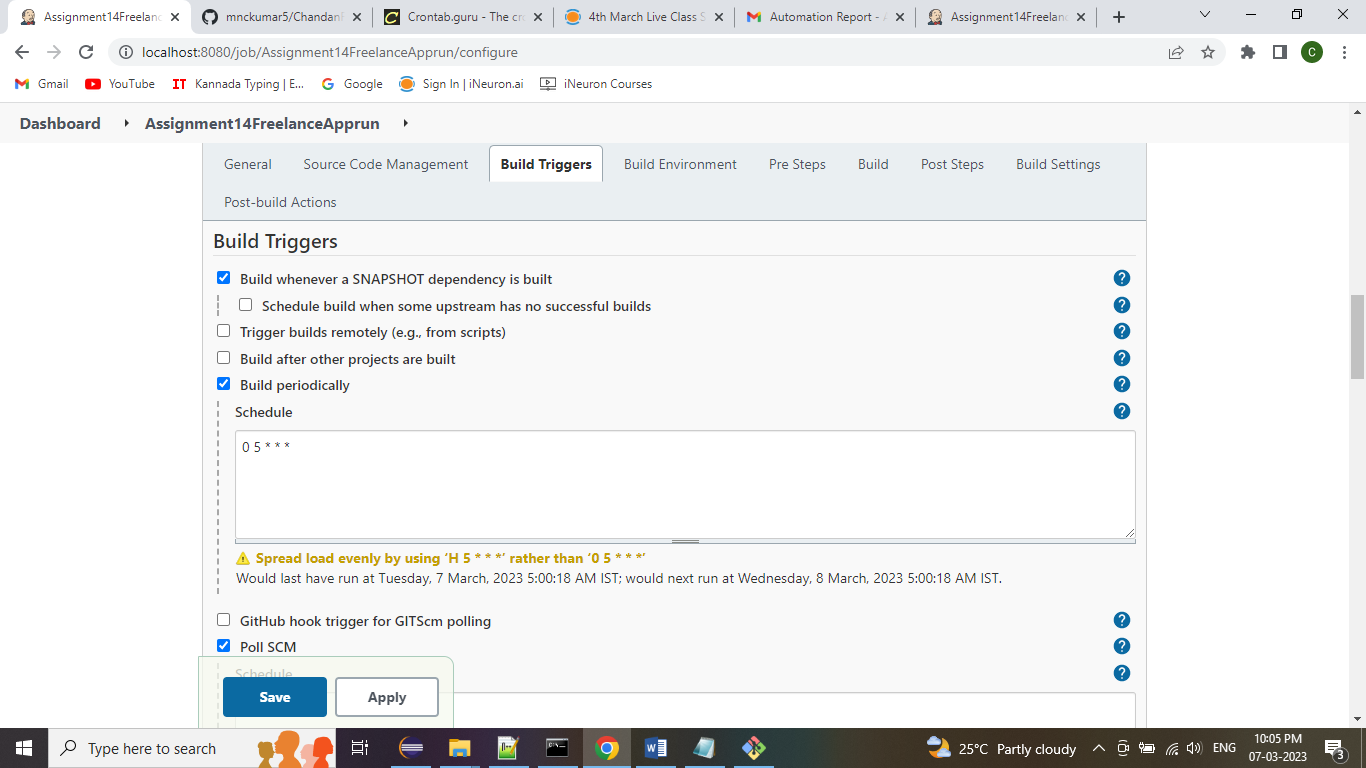 Assignment14Freelanc
mnckumar5/Chandan
Crontab.guru - The cr
4th March Live Class S
Automation Report - 
Assignment14Freelanc
localhost:8080/job/Assignment14FreelanceApprun/configure
C
Gmail
YouTube
IT Kannada Typing | E...
Google
Sign In | iNeuron.ai
iNeuron Courses
Dashboard
Assignment14FreelanceApprun
General
Source Code Management
Build Triggers
Build Environment
Pre Steps
Build
Post Steps
Build Settings
Post-build Actions
Build Triggers
Build whenever a SNAPSHOT dependency is built
?
Schedule build when some upstream has no successful builds
?
Trigger builds remotely (e.g., from scripts)
?
Build after other projects are built
?
Build periodically
?
Schedule
?
0 5 * * *
Spread load evenly by using ‘H 5 * * *’ rather than ‘0 5 * * *’
Would last have run at Tuesday, 7 March, 2023 5:00:18 AM IST; would next run at Wednesday, 8 March, 2023 5:00:18 AM IST.
GitHub hook trigger for GITScm polling
?
Poll SCM
?
Schedule
?
Save
Apply
Type here to search
25°C Partly cloudy
ENG
10:05 PM
07-03-2023
3